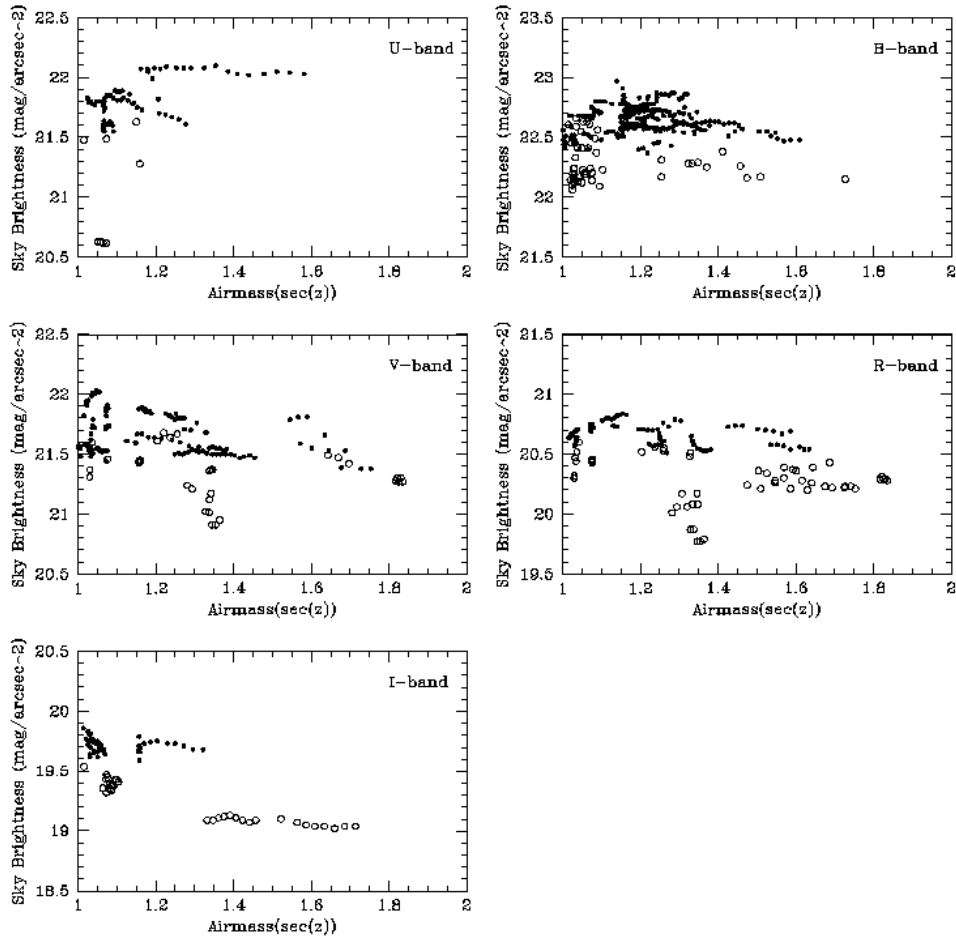 U-band
22.5
22
21.5
21
20.5
1 1.2 1.4 1.6 1.8 2
Airmass(sec(z))
Sky Brightness (mag/arcsec^2)
B-band
23.5
23
22.5
22
21.5
1 1.2 1.4 1.6 1.8 2
Airmass(sec(z))
Sky Brightness (mag/arcsec^2)
V-band
22.5
22
21.5
21
20.5
1 1.2 1.4 1.6 1.8 2
Airmass(sec(z))
Sky Brightness (mag/arcsec^2)
R-band
21.5
21
20.5
20
19.5
1 1.2 1.4 1.6 1.8 2
Airmass(sec(z))
Sky Brightness (mag/arcsec^2)
I-band
20.5
20
19.5
19
18.5
1 1.2 1.4 1.6 1.8 2
Airmass(sec(z))
Sky Brightness (mag/arcsec^2)